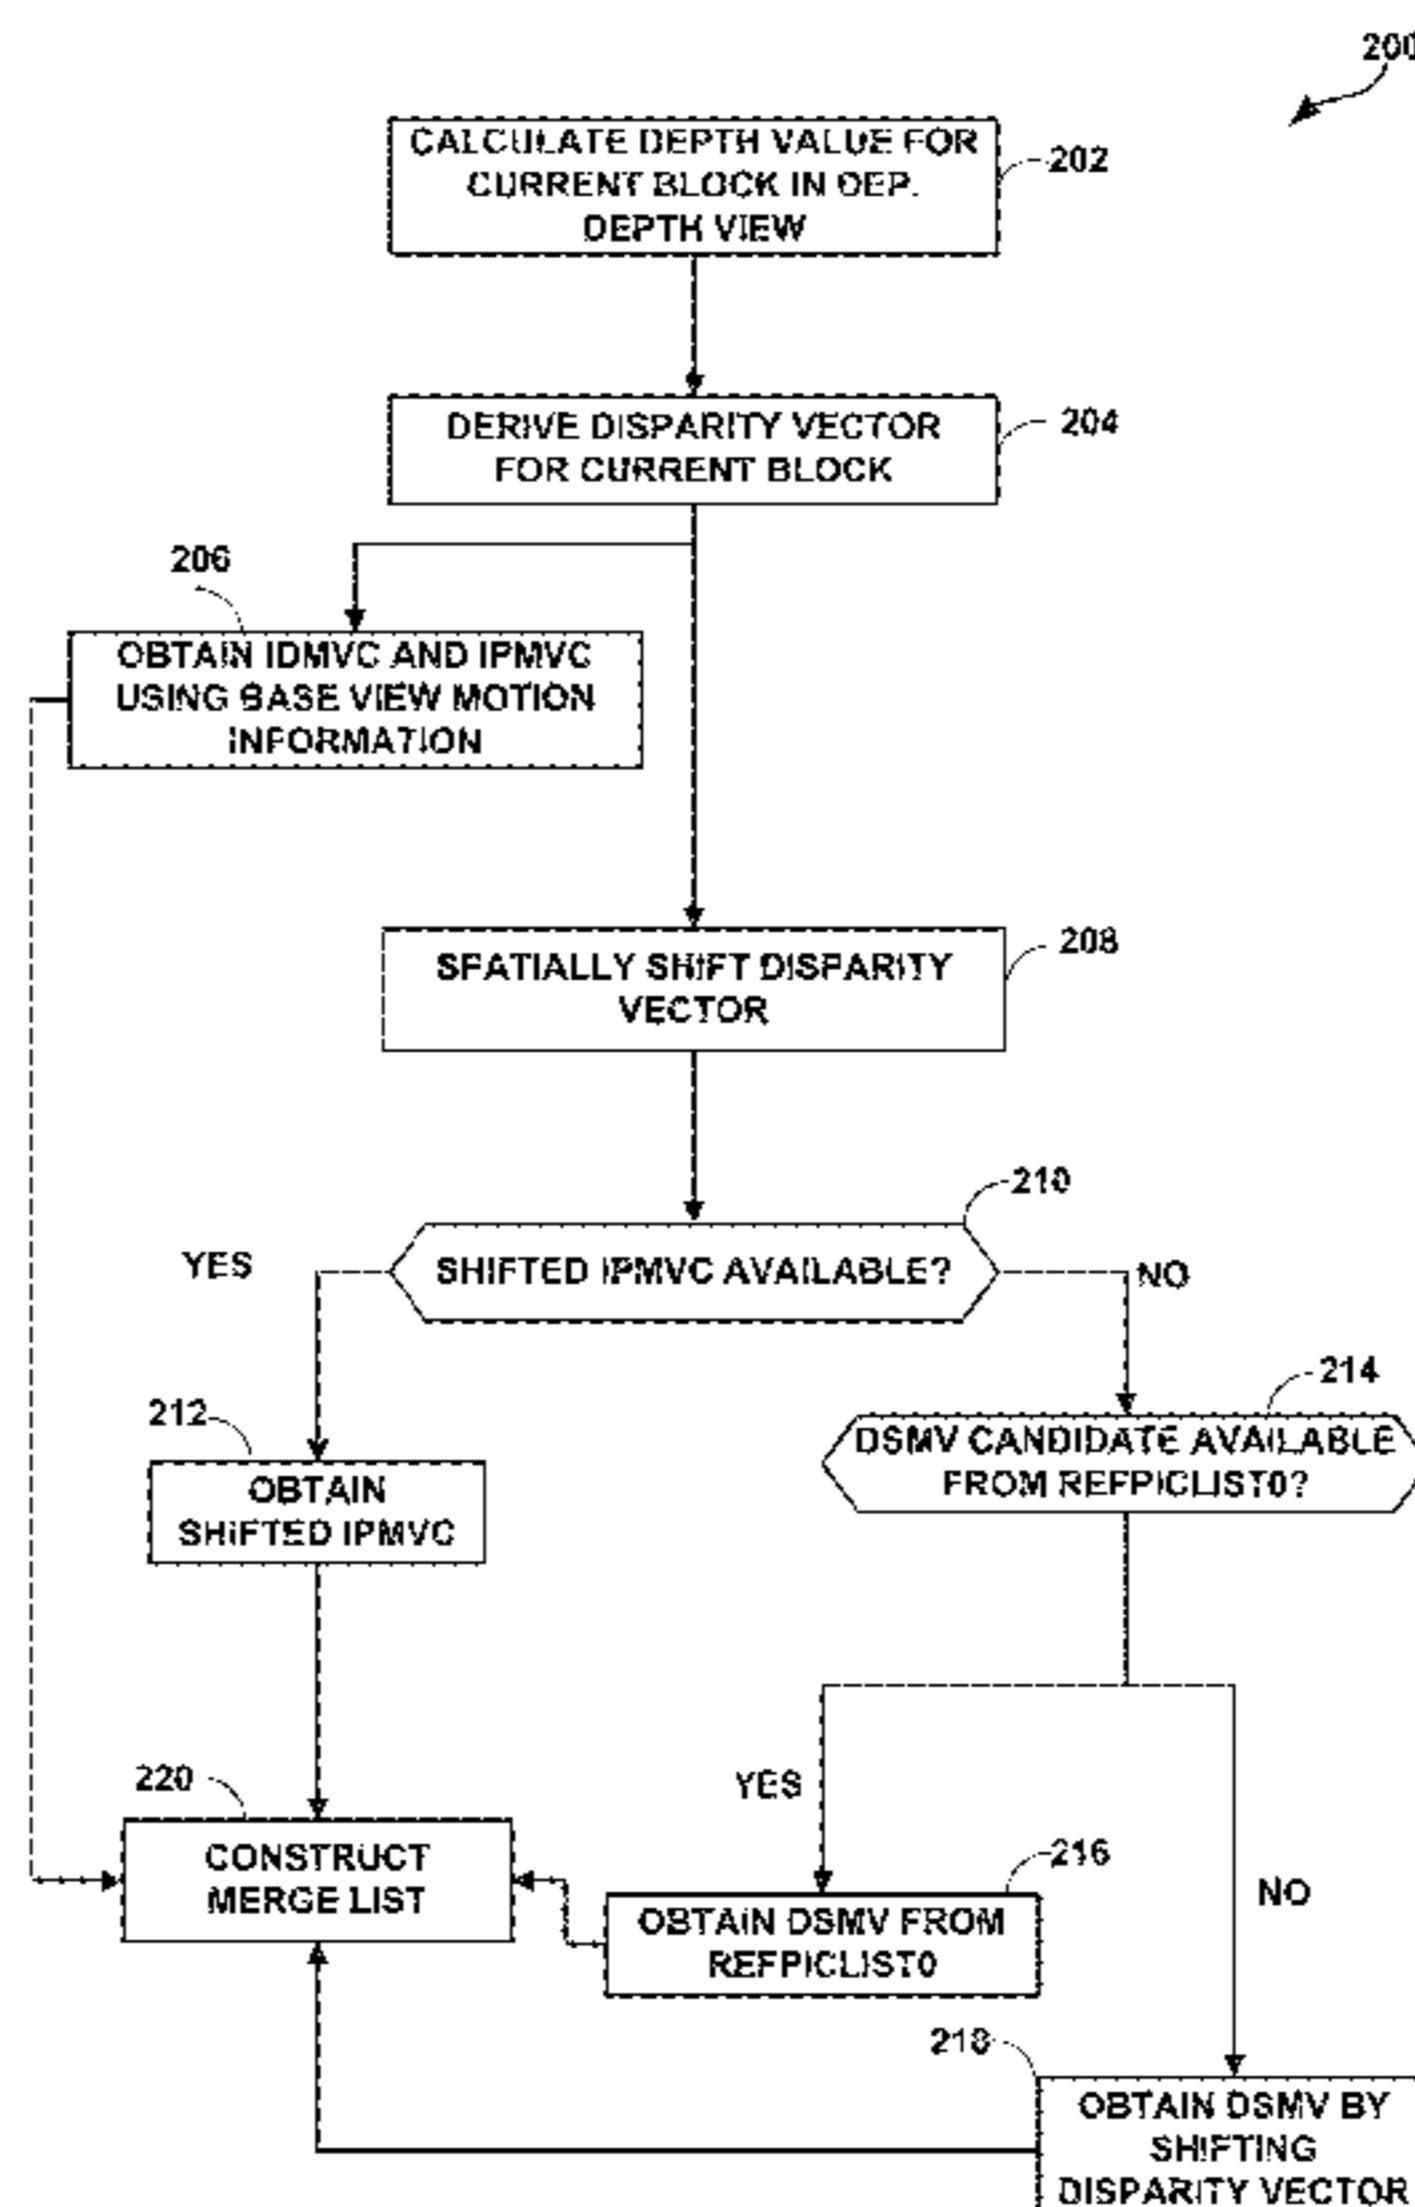 200
CALCULATE DEPTH VALUE FOR
CURRENT BLOCK IN DEP.
DEPTH VIEW
202
DERIVE DISPARITY VECTOR
FOR CURRENT BLOCK
204
206
OBTAIN IDMVC AND IPMVC
USING BASE VIEW MOTION
INFORMATION
SPATIALLY SHIFT DISPARITY
VECTOR
208
210
YES
SHIFTED IPMVC AVAILABLE?
NO
214
212
DSMV CANDIDATE AVAILABLE
FROM REFPICLIST0?
OBTAIN
SHIFTED IPMVC
220
YES
CONSTRUCT
MERGE LIST
216
NO
OBTAIN DSMV FROM
REFPICLIST0
218
OBTAIN DSMV BY
SHIFTING
DISPARITY VECTOR